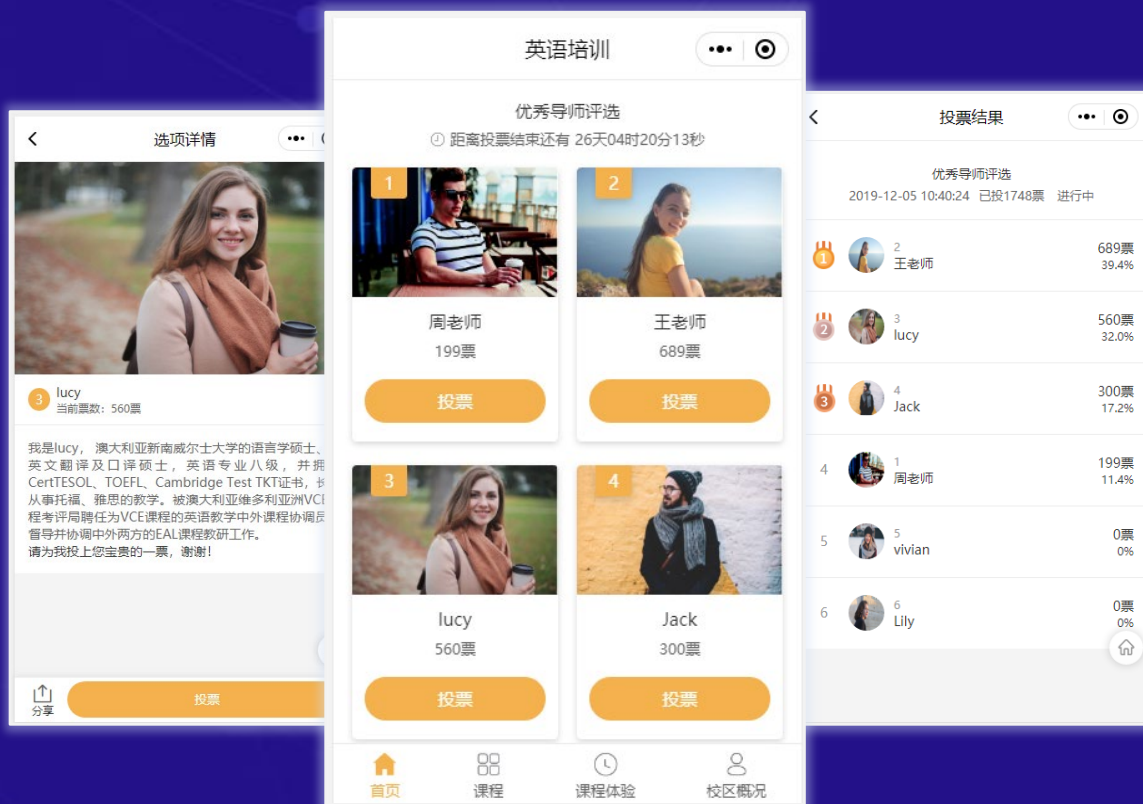 选项详情
3
lucy
当前票数：560票
我是lucy， 澳大利亚新南威尔士大学的语言学硕士、
英文翻译及口译硕士，英语专业八级，并拥
CertTESOL、TOEFL、Cambridge Test TKT证书，
从事托福、雅思的教学。被澳大利亚维多利亚洲VCE
程考评局聘任为VCE课程的英语教学中外课程协调员
督导并协调中外两方的EAL课程教研工作。
请为我投上您宝贵的一票，谢谢！
分享
投票
英语培训
优秀导师评选
距离投票结束还有 26天04时20分13秒
1
周老师
199票
投票
2
王老师
689票
投票
3
lucy
560票
投票
4
Jack
300票
投票
首页
课程
课程体验
校区概况
投票结果
优秀导师评选
2019-12-05 10:40:24 已投1748票 进行中
1
2
王老师
689票
39.4%
2
3
lucy
560票
32.0%
3
4
Jack
300票
17.2%
4
1
周老师
199票
11.4%
5
5
vivian
0票
0%
6
6
Lily
0票
0%